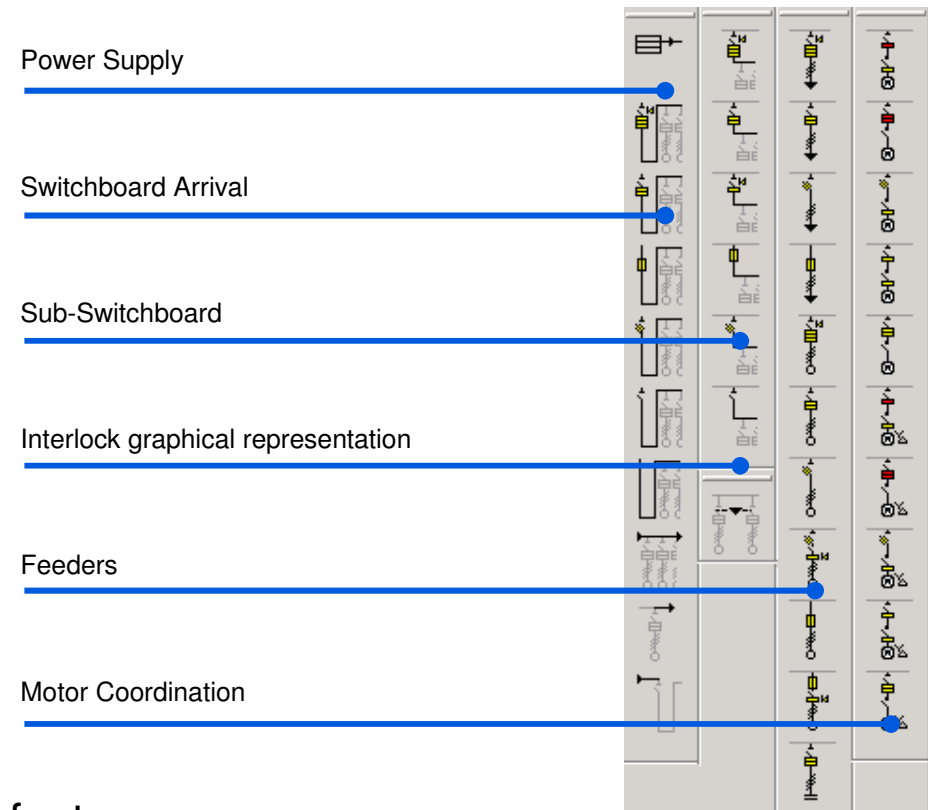 Power Supply
Switchboard Arrival
Sub-Switchboard
Interlock graphical representation
Feeders
Motor Coordination